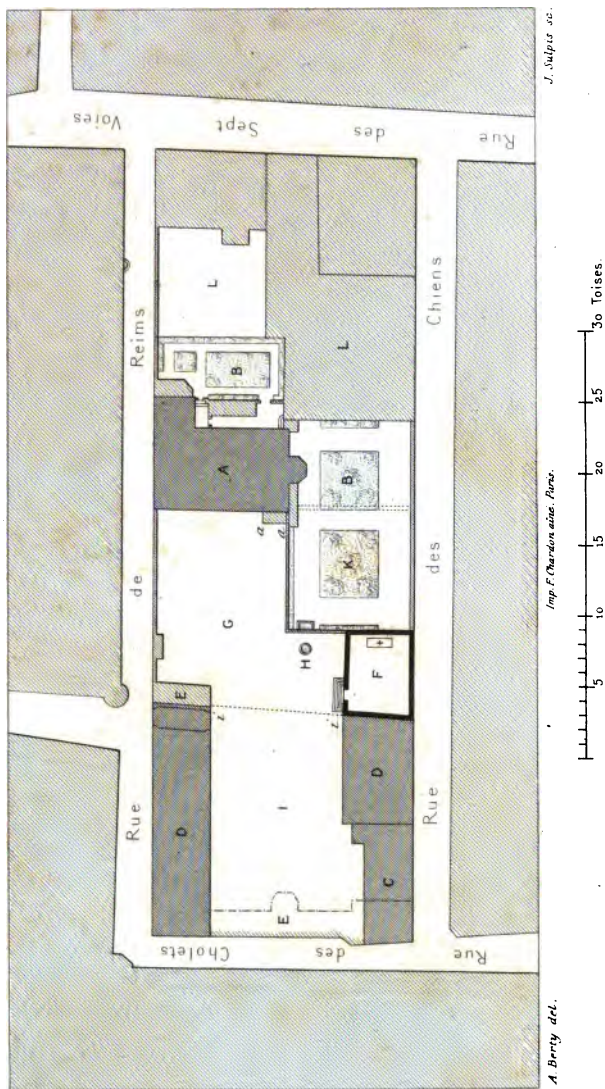 Rue de Reims
Rue des Cholets
Rue des Sept Voires
Rue des Chiens
D
E
G
A
B
L
a
a
l
l
I
H
E
C
D
F
K
B
L
5 10 15 20 25 30 Toises.
A. Berty del.
Imp. F. Chardon aîné. Paris.
J. Sulpis sc.